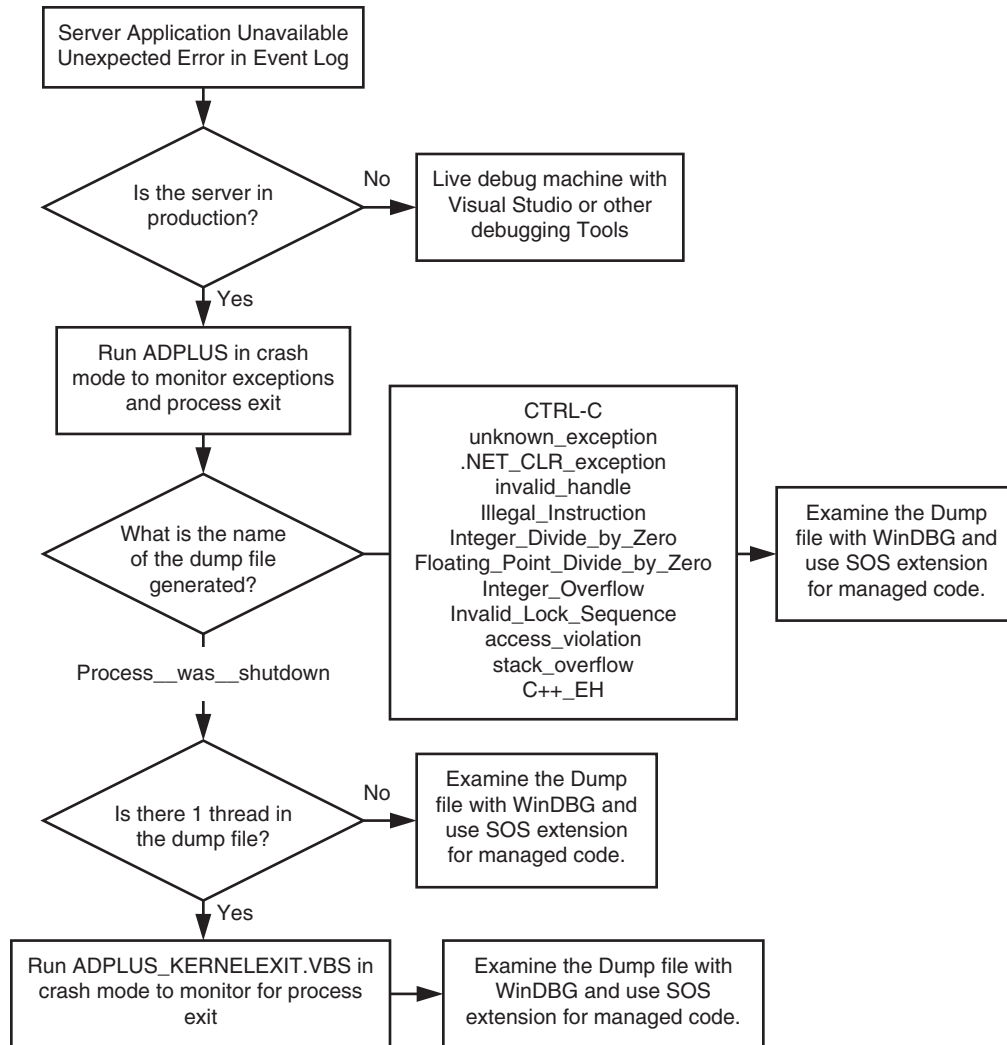 Server Application Unavailable
Unexpected Error in Event Log
Is the server in
production?
No
Live debug machine with
Visual Studio or other
debugging Tools
Yes
Run ADPLUS in crash
mode to monitor exceptions
and process exit
What is the name
of the dump file
generated?
CTRL-C
unknown_exception
.NET_CLR_exception
invalid_handle
Illegal_Instruction
Integer_Divide_by_Zero
Floating_Point_Divide_by_Zero
Integer_Overflow
Invalid_Lock_Sequence
access_violation
stack_overflow
C++_EH
Examine the Dump
file with WinDBG and
use SOS extension
for managed code.
Process__was__shutdown
Is there 1 thread in
the dump file?
No
Examine the Dump
file with WinDBG and
use SOS extension
for managed code.
Yes
Run ADPLUS_KERNELEXIT.VBS in
crash mode to monitor for process
exit
Examine the Dump file with
WinDBG and use SOS
extension for managed code.